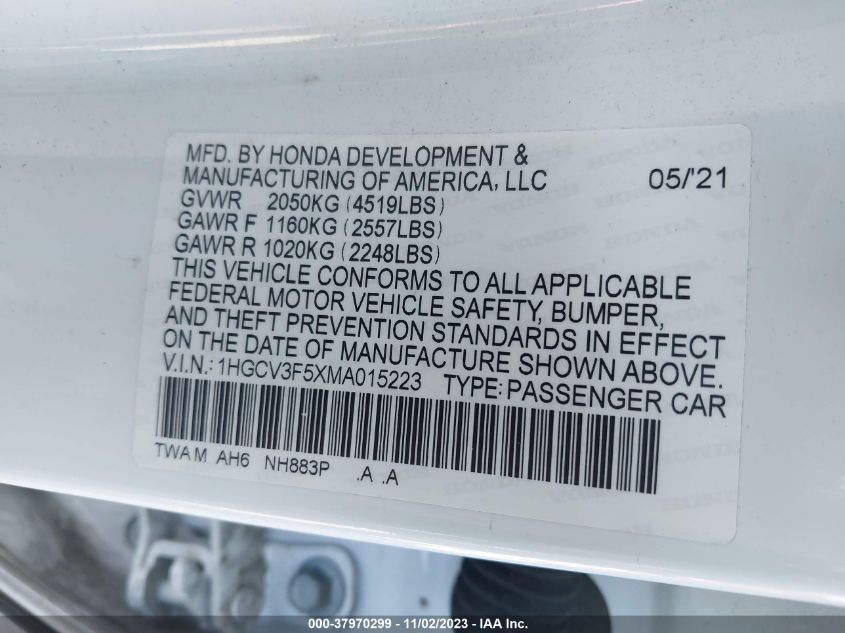 MFD. BY HONDA DEVELOPMENT &
MANUFACTURING OF AMERICA, LLC 05/'21
GVWR 2050KG (4519LBS)
GAWR F 1160KG (2557LBS)
GAWR R 1020KG (2248LBS)
THIS VEHICLE CONFORMS TO ALL APPLICABLE
FEDERAL MOTOR VEHICLE SAFETY, BUMPER,
AND THEFT PREVENTION STANDARDS IN EFFECT
ON THE DATE OF MANUFACTURE SHOWN ABOVE.
V.I.N.: 1HGCV3F5XMA015223 TYPE: PASSENGER CAR
TWA M AH6 NH883P .A .A
000-37970299 - 11/02/2023 - IAA Inc.